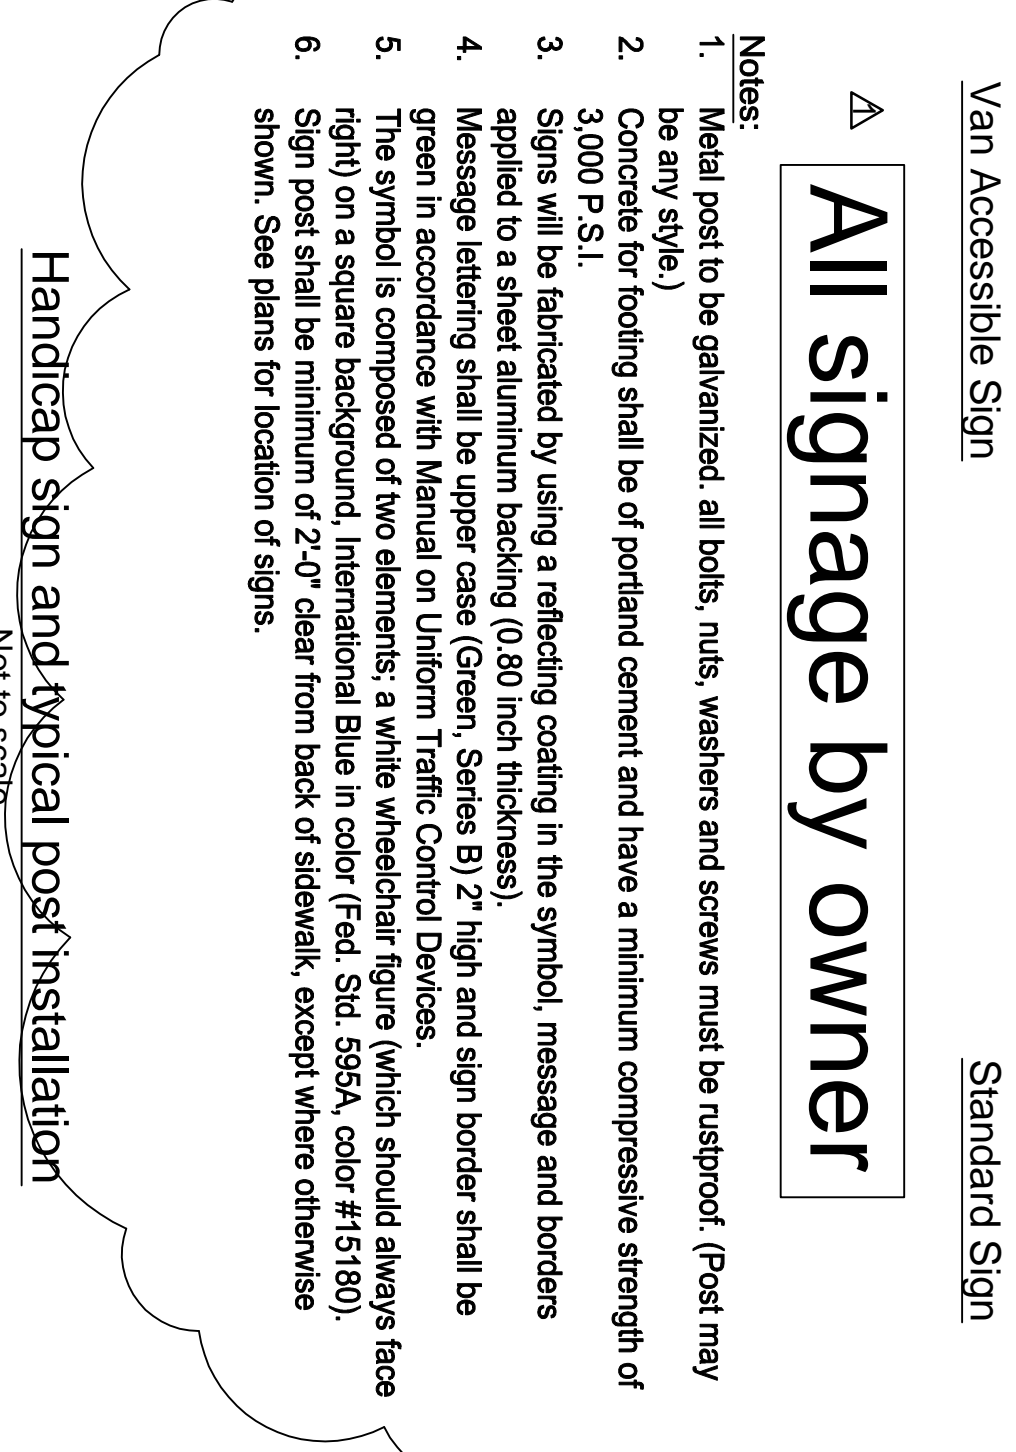 Van Accessible Sign
Standard Sign
1
All signage by owner
Notes:
1. Metal post to be galvanized. all bolts, nuts, washers and screws must be rustproof. (Post may
be any style.)
2. Concrete for footing shall be of portland cement and have a minimum compressive strength of
3,000 P.S.I.
3. Signs will be fabricated by using a reflecting coating in the symbol, message and borders
applied to a sheet aluminum backing (0.80 inch thickness).
4. Message lettering shall be upper case (Green, Series B) 2" high and sign border shall be
green in accordance with Manual on Uniform Traffic Control Devices.
5. The symbol is composed of two elements; a white wheelchair figure (which should always face
right) on a square background, International Blue in color (Fed. Std. 595A, color #15180).
6. Sign post shall be minimum of 2'-0" clear from back of sidewalk, except where otherwise
shown. See plans for location of signs.
Handicap sign and typical post installation
Not to scale